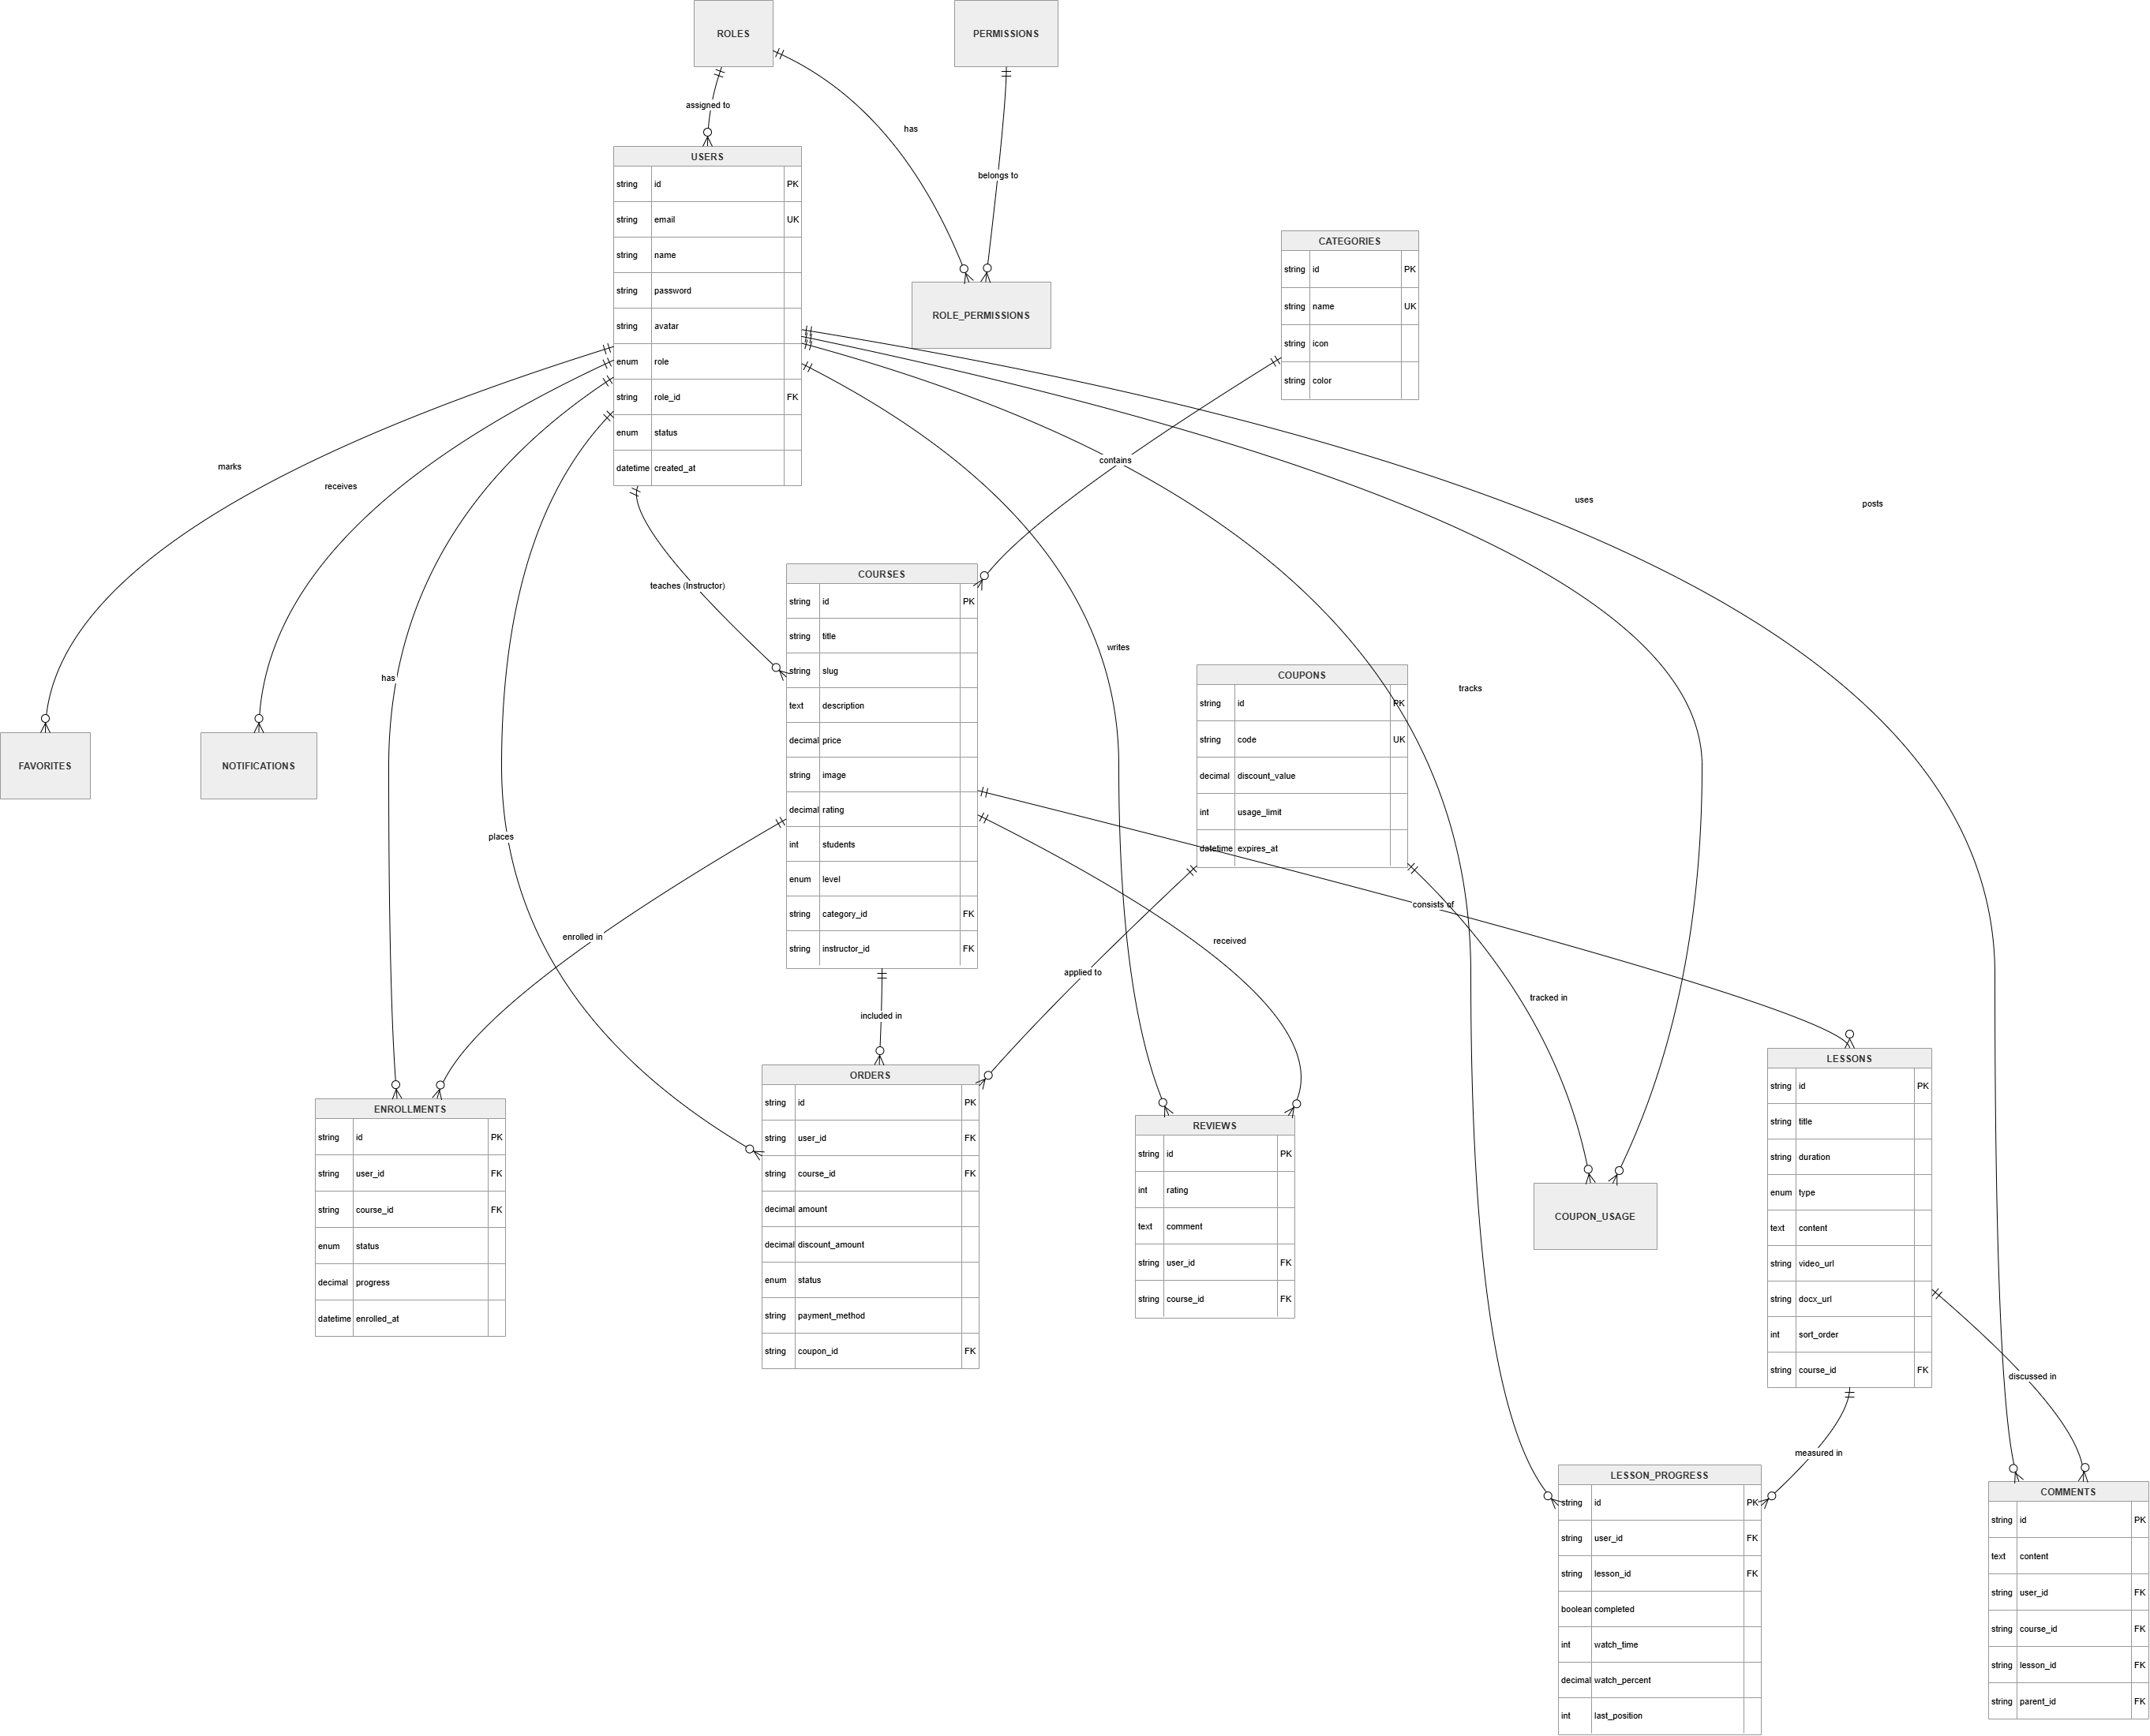 ROLES
PERMISSIONS
assigned to
has
belongs to
USERS
string id PK
string email UK
string name
string password
string avatar
enum role
string role_id FK
enum status
datetime created_at
ROLE_PERMISSIONS
CATEGORIES
string id PK
string name UK
string icon
string color
marks
receives
contains
uses
posts
teaches (Instructor)
has
writes
tracks
COURSES
string id PK
string title
string slug
text description
decimal price
string image
decimal rating
int students
enum level
string category_id FK
string instructor_id FK
COUPONS
string id PK
string code UK
decimal discount_value
int usage_limit
datetime expires_at
FAVORITES
NOTIFICATIONS
places
enrolled in
consists of
received
applied to
tracked in
included in
ENROLLMENTS
string id PK
string user_id FK
string course_id FK
enum status
decimal progress
datetime enrolled_at
ORDERS
string id PK
string user_id FK
string course_id FK
decimal amount
decimal discount_amount
enum status
string payment_method
string coupon_id FK
REVIEWS
string id PK
int rating
text comment
string user_id FK
string course_id FK
COUPON_USAGE
LESSONS
string id PK
string title
string duration
enum type
text content
string video_url
string docx_url
int sort_order
string course_id FK
discussed in
measured in
LESSON_PROGRESS
string id PK
string user_id FK
string lesson_id FK
boolean completed
int watch_time
decimal watch_percent
int last_position
COMMENTS
string id PK
text content
string user_id FK
string course_id FK
string lesson_id FK
string parent_id FK